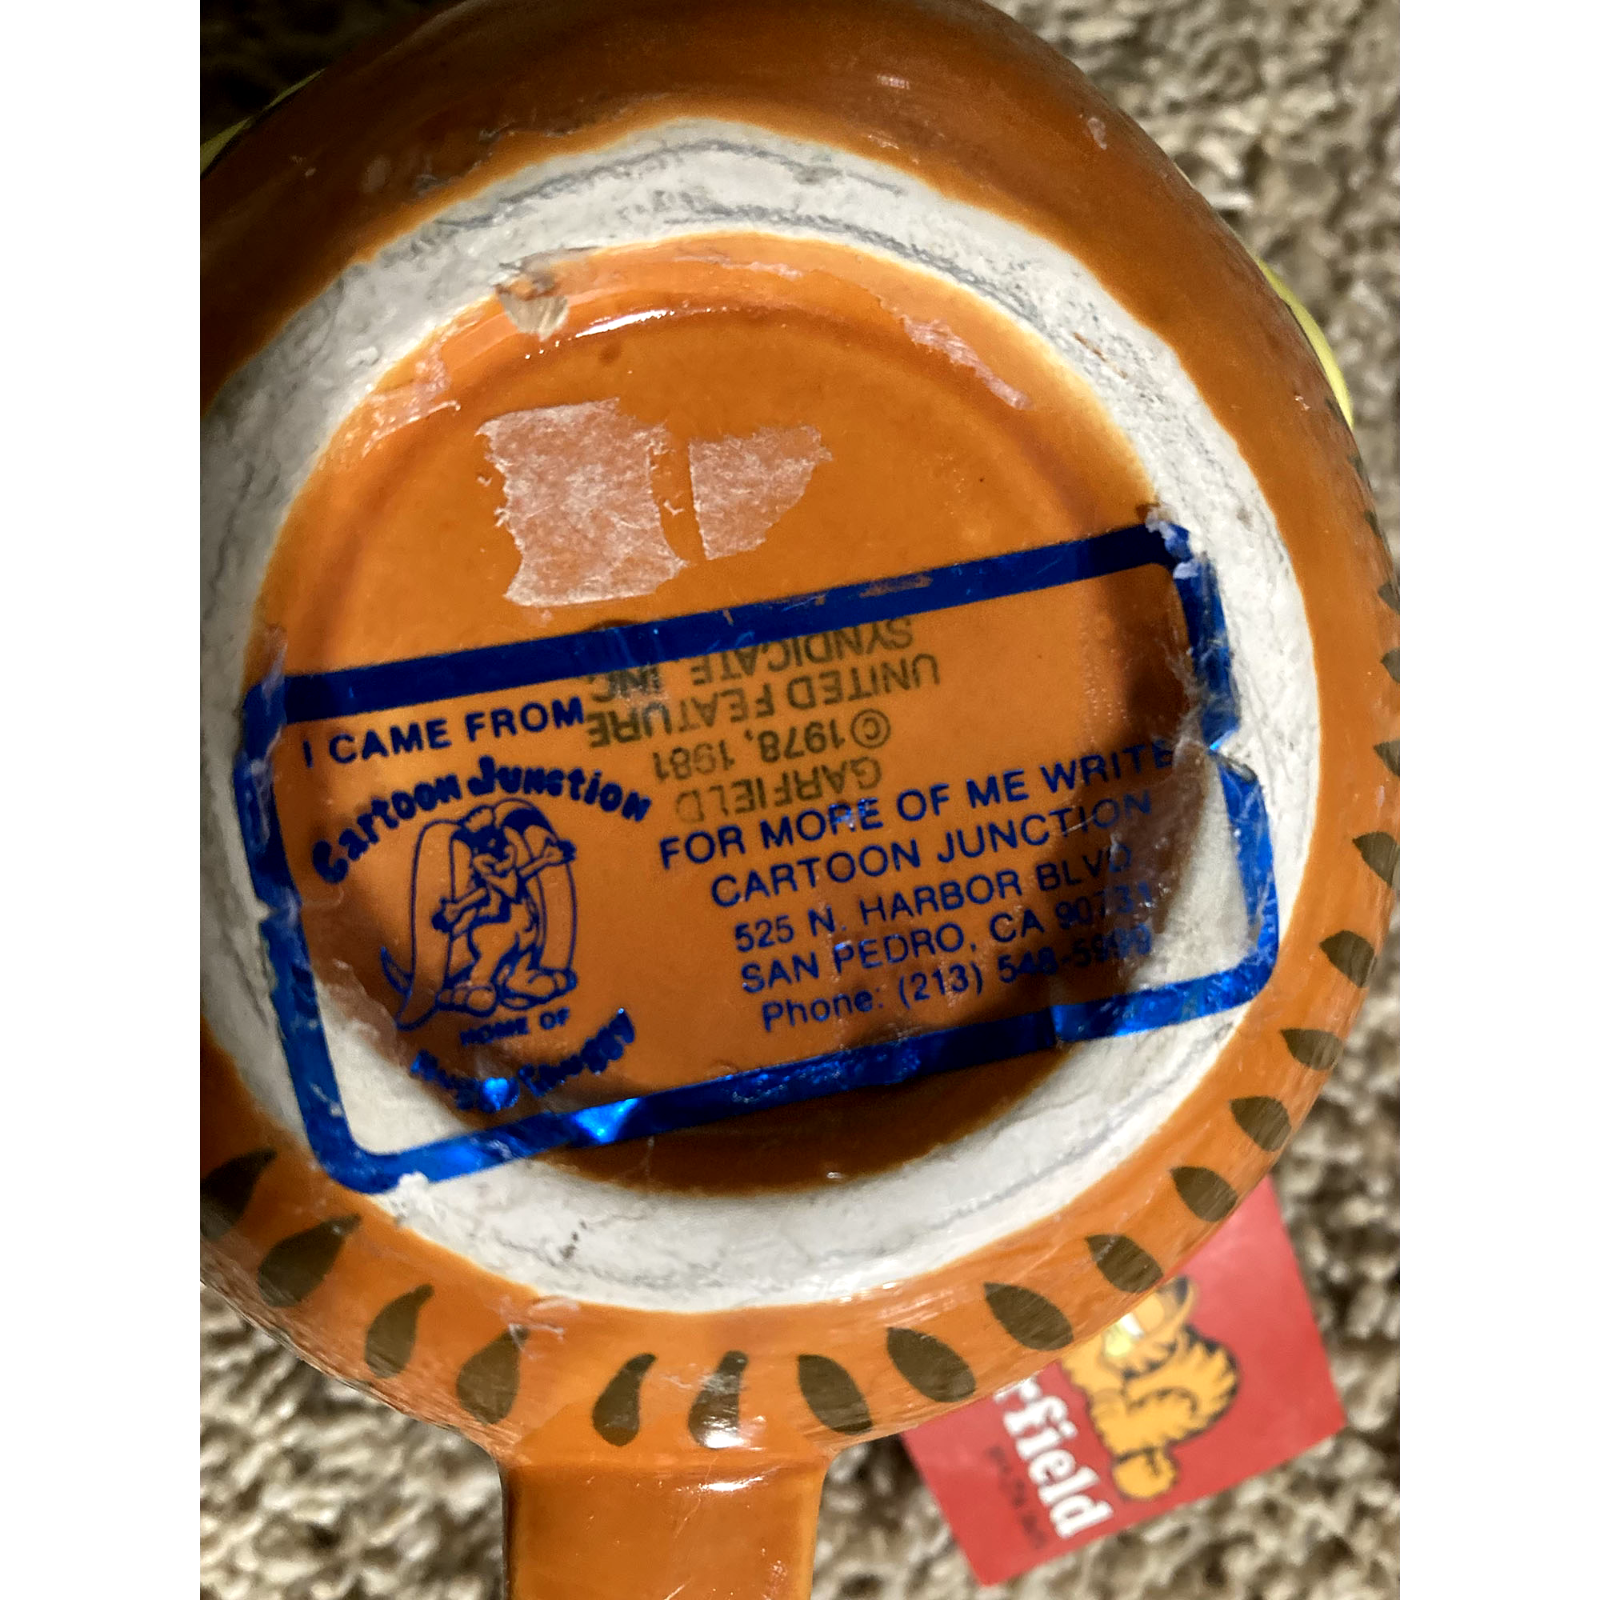 I CAME FROM
Cartoon Junction
HOME OF
FOR MORE OF ME WRITE
CARTOON JUNCTION
525 N. HARBOR BLVD
SAN PEDRO, CA 90731
Phone: (213)
GARFIELD
©1978, 1981
UNITED FEATURE
SYNDICATE, INC.
rfield